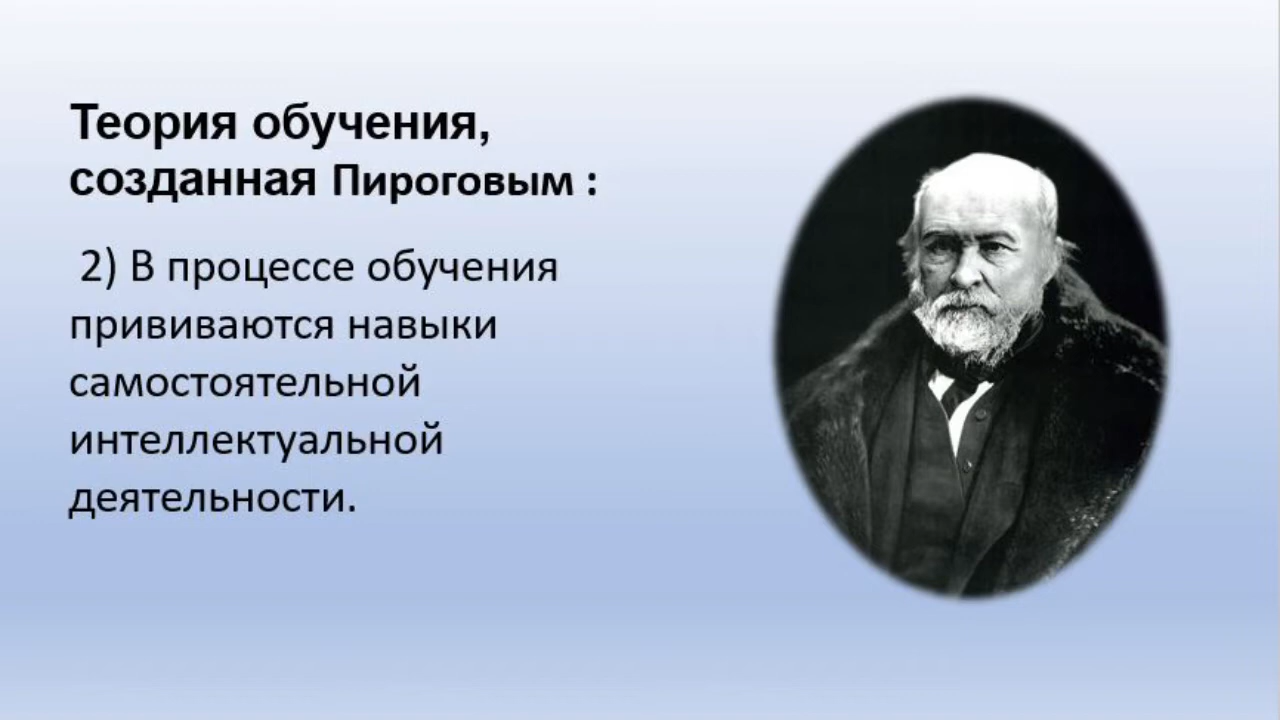 Теория обучения,
созданная Пироговым :
2) В процессе обучения
прививаются навыки
самостоятельной
интеллектуальной
деятельности.